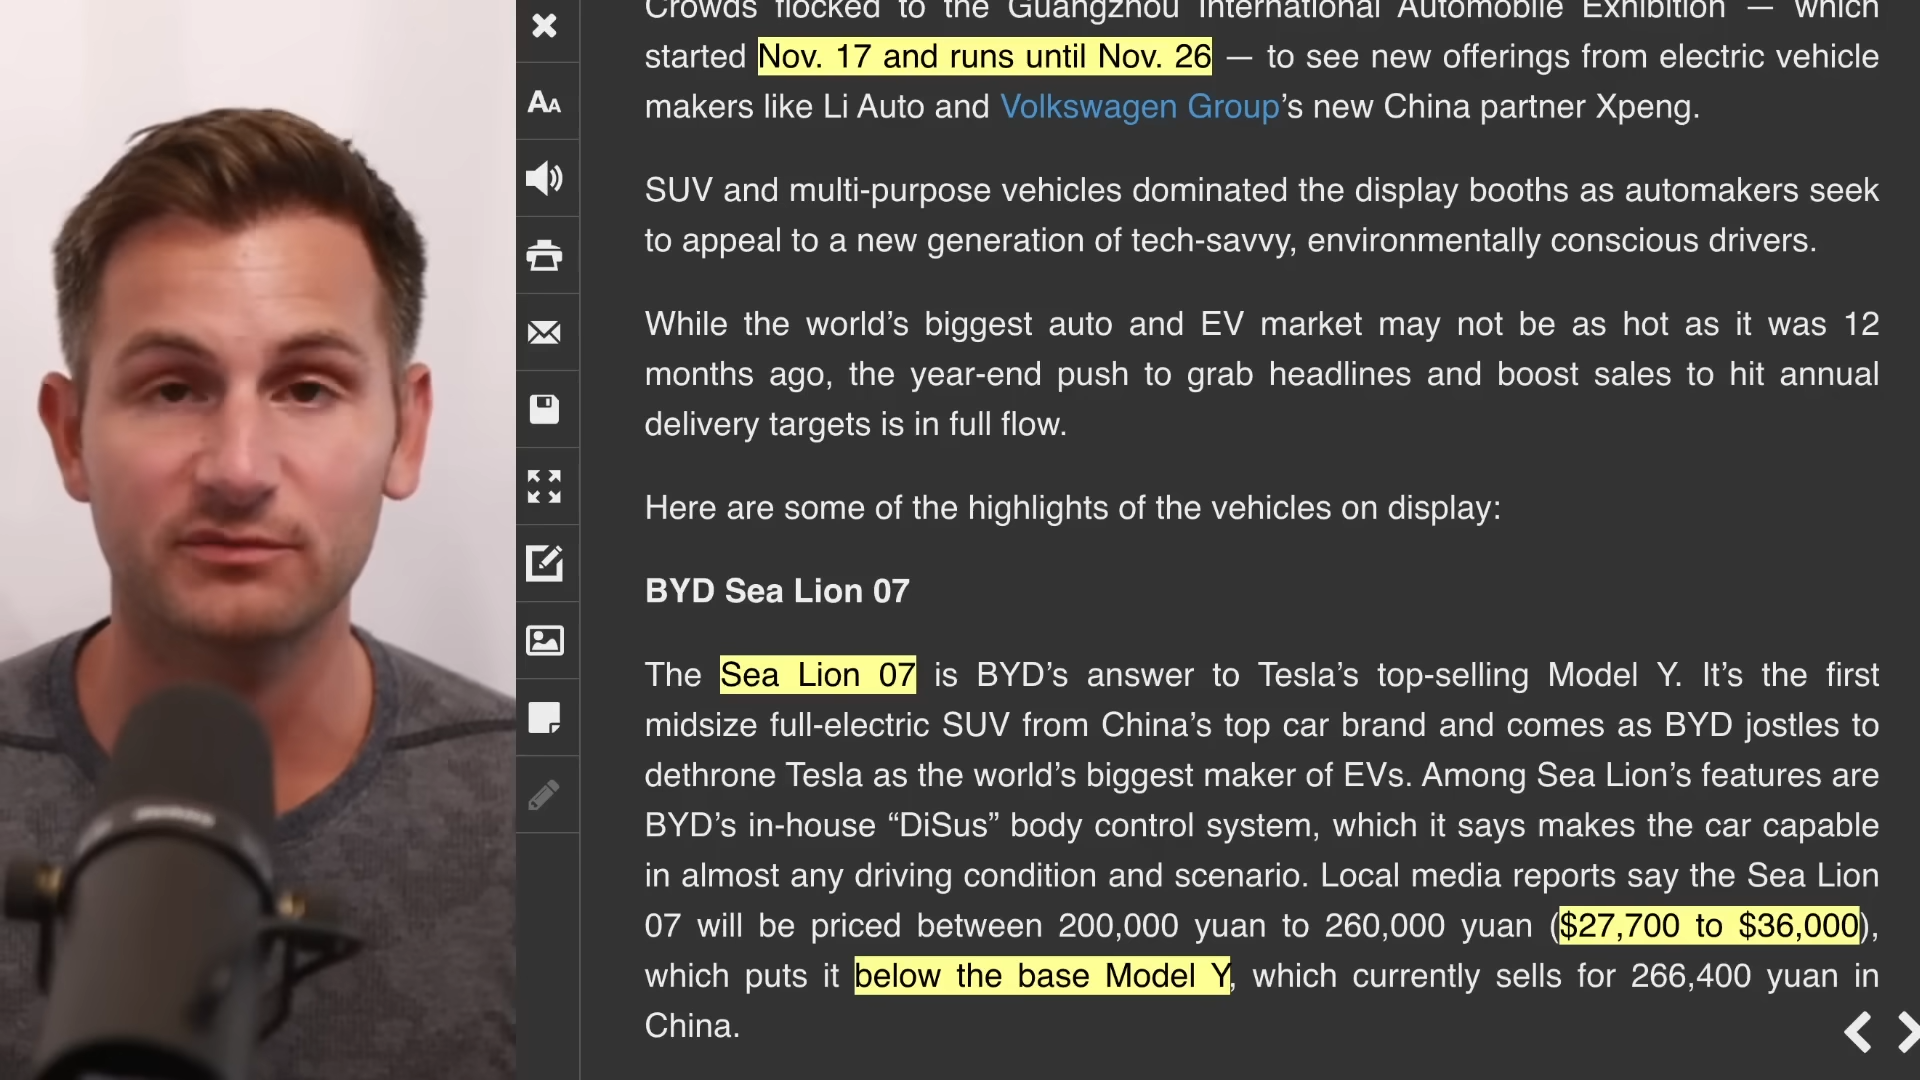 Crowds flocked to the Guangzhou International Automobile Exhibition — which
started Nov. 17 and runs until Nov. 26 — to see new offerings from electric vehicle
makers like Li Auto and Volkswagen Group’s new China partner Xpeng.
SUV and multi-purpose vehicles dominated the display booths as automakers seek
to appeal to a new generation of tech-savvy, environmentally conscious drivers.
While the world’s biggest auto and EV market may not be as hot as it was 12
months ago, the year-end push to grab headlines and boost sales to hit annual
delivery targets is in full flow.
Here are some of the highlights of the vehicles on display:
BYD Sea Lion 07
The Sea Lion 07 is BYD’s answer to Tesla’s top-selling Model Y. It’s the first
midsize full-electric SUV from China’s top car brand and comes as BYD jostles to
dethrone Tesla as the world’s biggest maker of EVs. Among Sea Lion’s features are
BYD’s in-house “DiSus” body control system, which it says makes the car capable
in almost any driving condition and scenario. Local media reports say the Sea Lion
07 will be priced between 200,000 yuan to 260,000 yuan ($27,700 to $36,000),
which puts it below the base Model Y, which currently sells for 266,400 yuan in
China.
AA